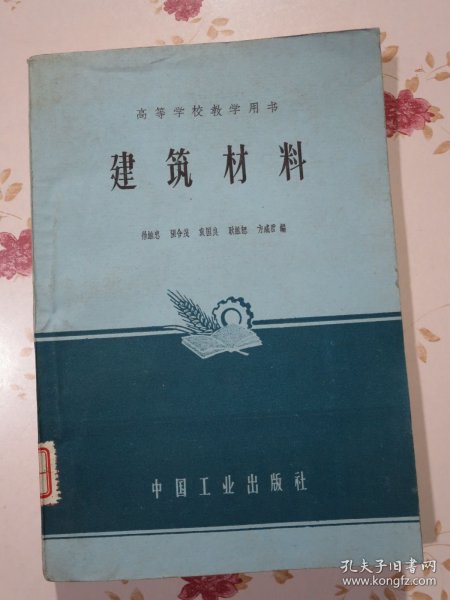 高等学校教学用书
建筑材料
编
中国工业出版社
孔夫子旧书网
www.kongfz.com